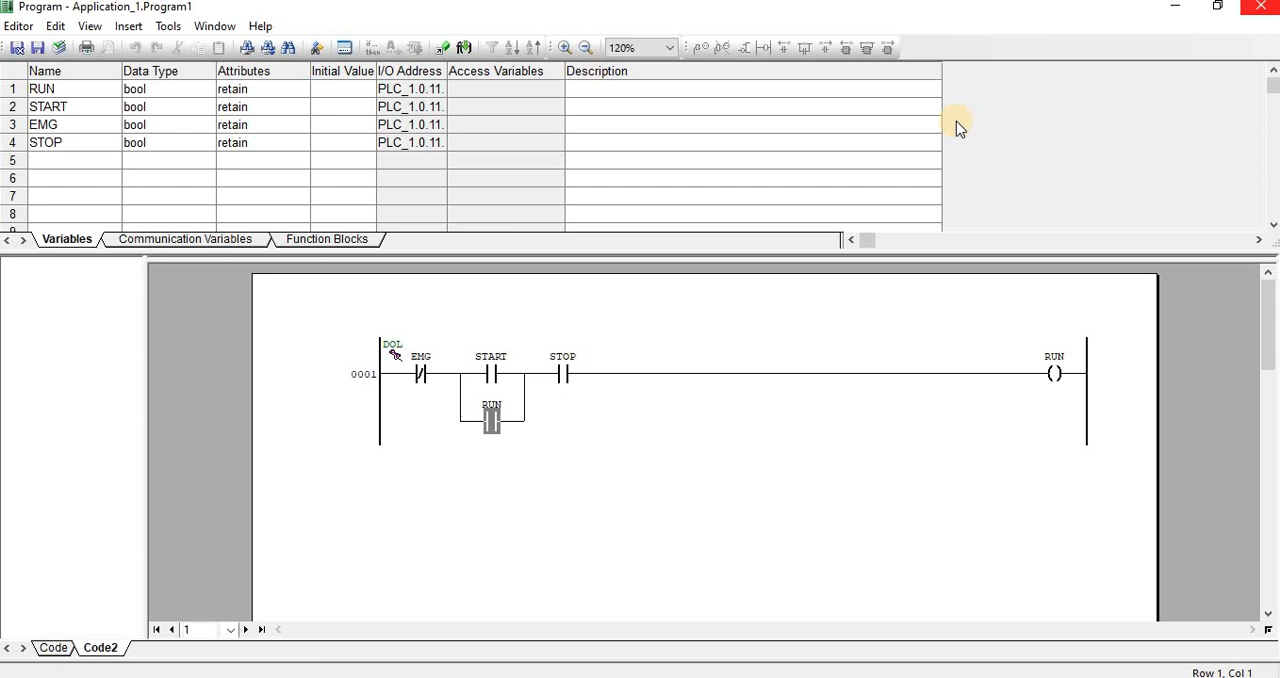 Program - Application_1.Program1
Editor Edit View Insert Tools Window Help
120%
Name Data Type Attributes Initial Value I/O Address Access Variables Description
1 RUN bool retain PLC_1.0.11.
2 START bool retain PLC_1.0.11.
3 EMG bool retain PLC_1.0.11.
4 STOP bool retain PLC_1.0.11.
5
6
7
8
9
Variables Communication Variables Function Blocks
DOL
EMG START STOP RUN
0001
RUN
1
Code Code2
Row 1, Col 1